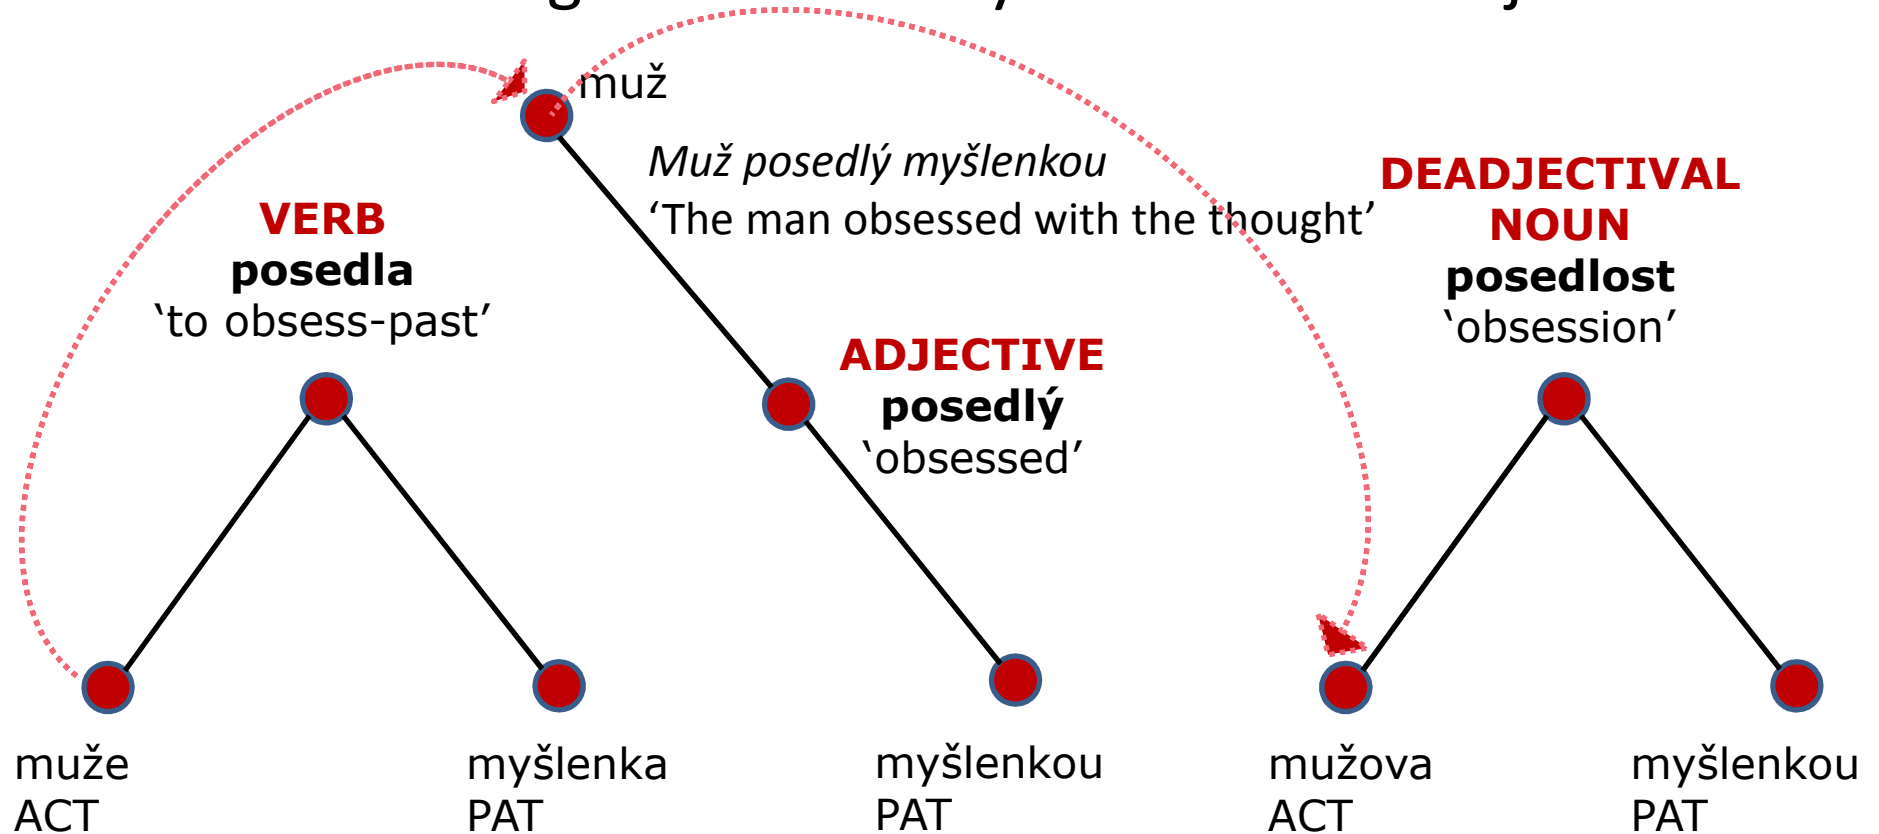 muž
Muž posedlý myšlenkou
‘The man obsessed with the thought’
VERB
posedla
‘to obsess-past’
ADJECTIVE
posedlý
‘obsessed’
DEADJECTIVAL
NOUN
posedlost
‘obsession’
muže
ACT
myšlenka
PAT
myšlenkou
PAT
mužova
ACT
myšlenkou
PAT